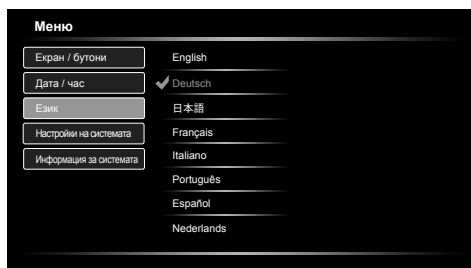 Меню
Екран / бутони
Дата / час
Език
Настройки на системата
Информация за системата
English
Deutsch
日本語
Français
Italiano
Português
Español
Nederlands